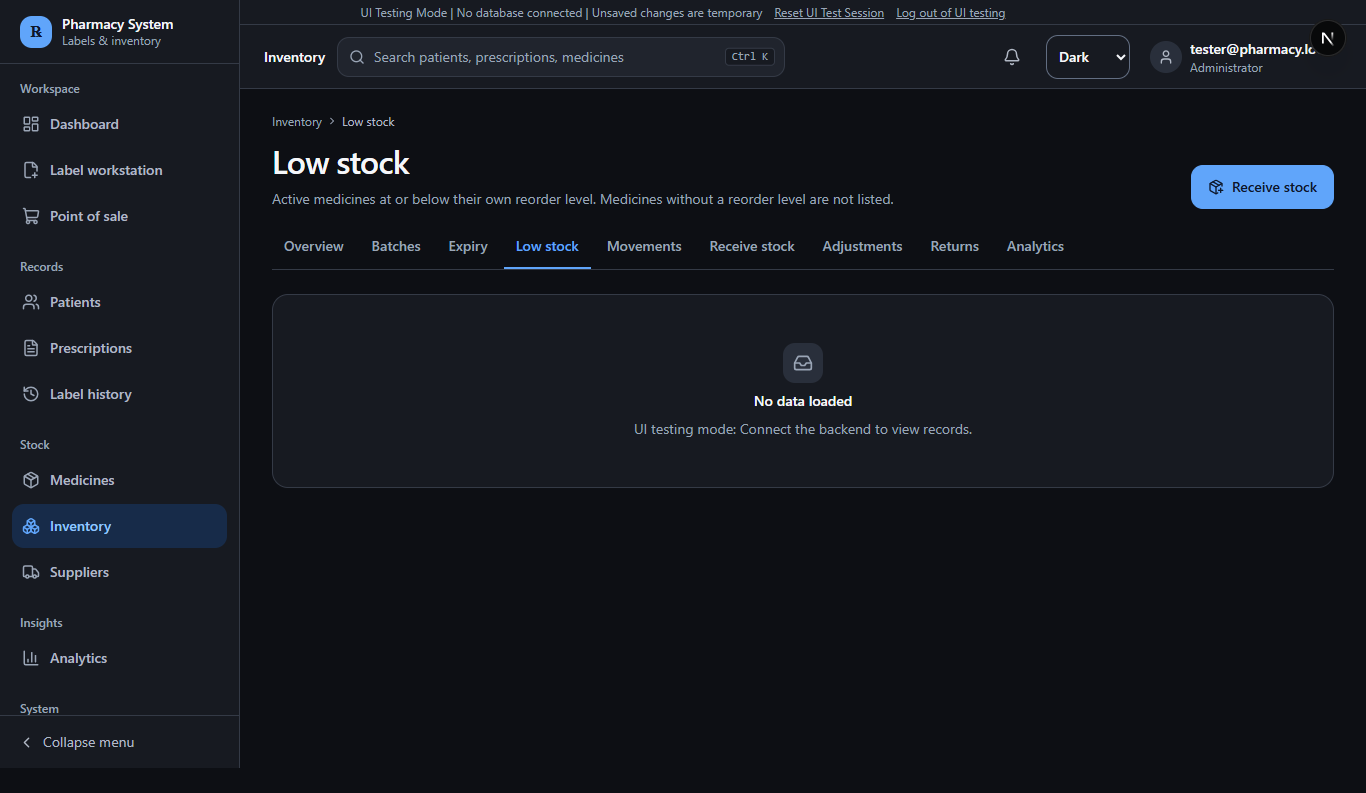 Pharmacy System
Labels & inventory
Workspace
Dashboard
Label workstation
Point of sale
Records
Patients
Prescriptions
Label history
Stock
Medicines
Inventory
Suppliers
Insights
Analytics
System
Collapse menu
UI Testing Mode | No database connected | Unsaved changes are temporary Reset UI Test Session Log out of UI testing
Inventory
Search patients, prescriptions, medicines Ctrl K
Dark
tester@pharmacy.lo
Administrator
N
Inventory > Low stock
Low stock
Active medicines at or below their own reorder level. Medicines without a reorder level are not listed.
Receive stock
Overview Batches Expiry Low stock Movements Receive stock Adjustments Returns Analytics
No data loaded
UI testing mode: Connect the backend to view records.